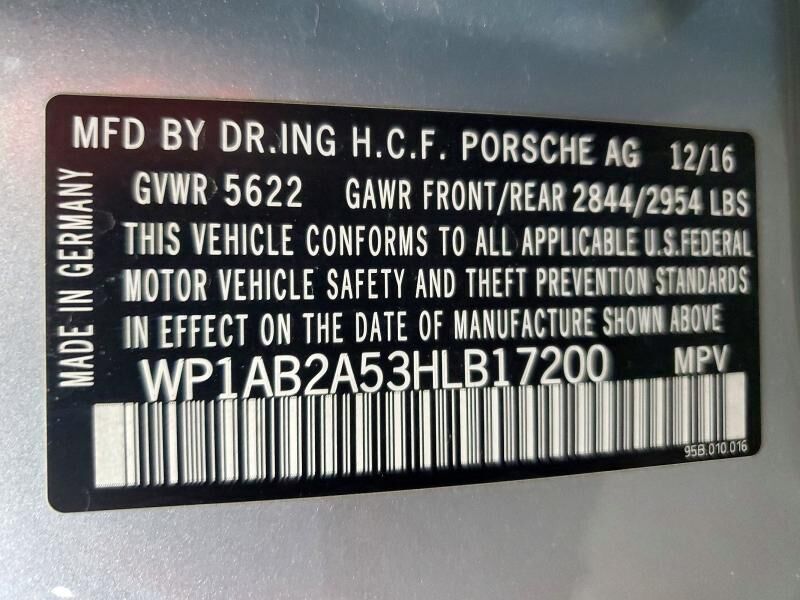 MFD BY DR.ING H.C.F. PORSCHE AG 12/16
GVWR 5622 GAWR FRONT/REAR 2844/2954 LBS
THIS VEHICLE CONFORMS TO ALL APPLICABLE U.S.FEDERAL
MOTOR VEHICLE SAFETY AND THEFT PREVENTION STANDARDS
IN EFFECT ON THE DATE OF MANUFACTURE SHOWN ABOVE
WP1AB2A53HLB17200 MPV
95B.010.016
MADE IN GERMANY